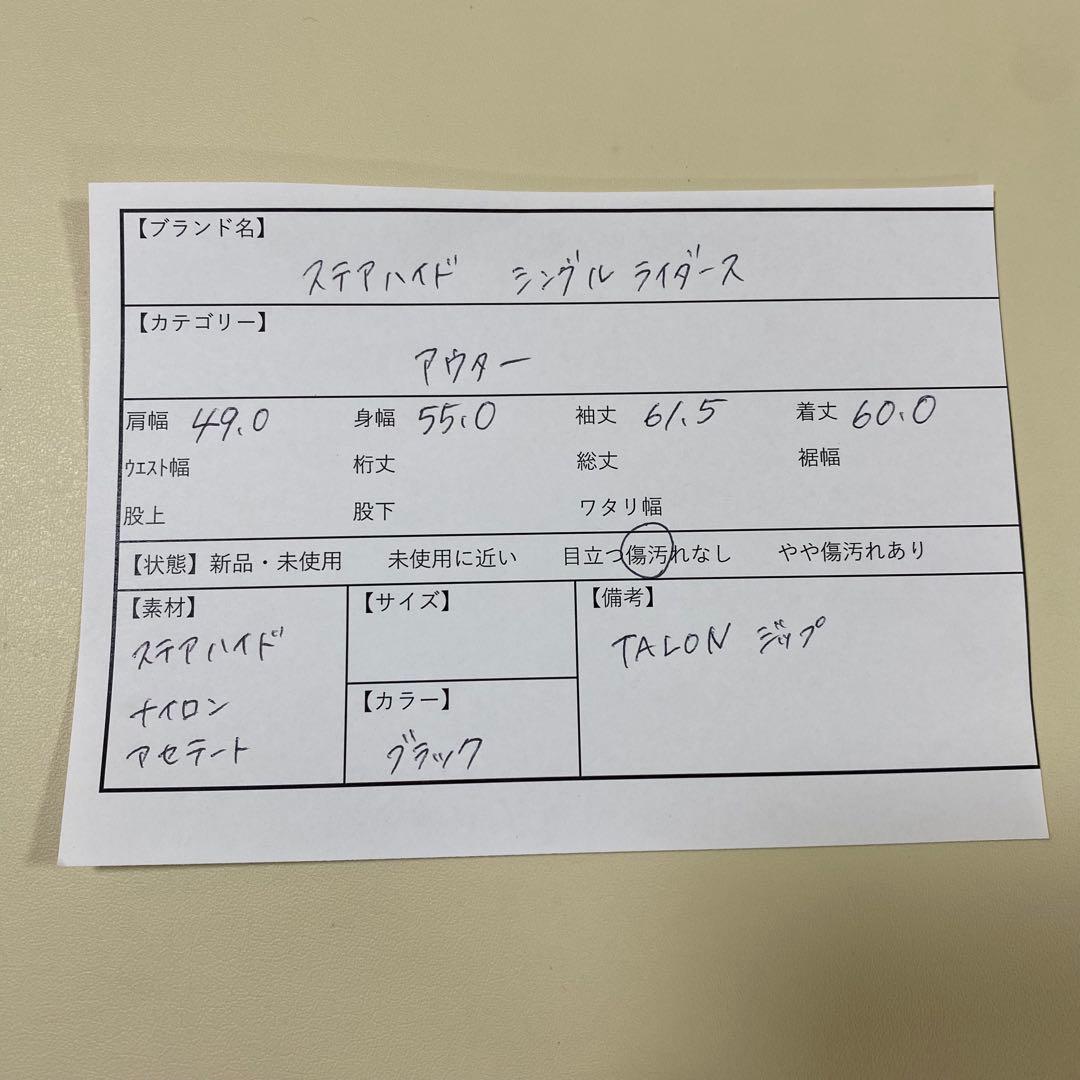 【ブランド名】
ステアハイド シングル ライダース
【カテゴリー】
アウター
肩幅 49.0 身幅 55.0 袖丈 61.5 着丈 60.0
ウエスト幅 裄丈 総丈 裾幅
股上 股下 ワタリ幅
【状態】新品・未使用 未使用に近い 目立つ傷汚れなし やや傷汚れあり
【素材】
ステアハイド
ナイロン
アセテート
【サイズ】
【カラー】
ブラック
【備考】
TALON ジップ